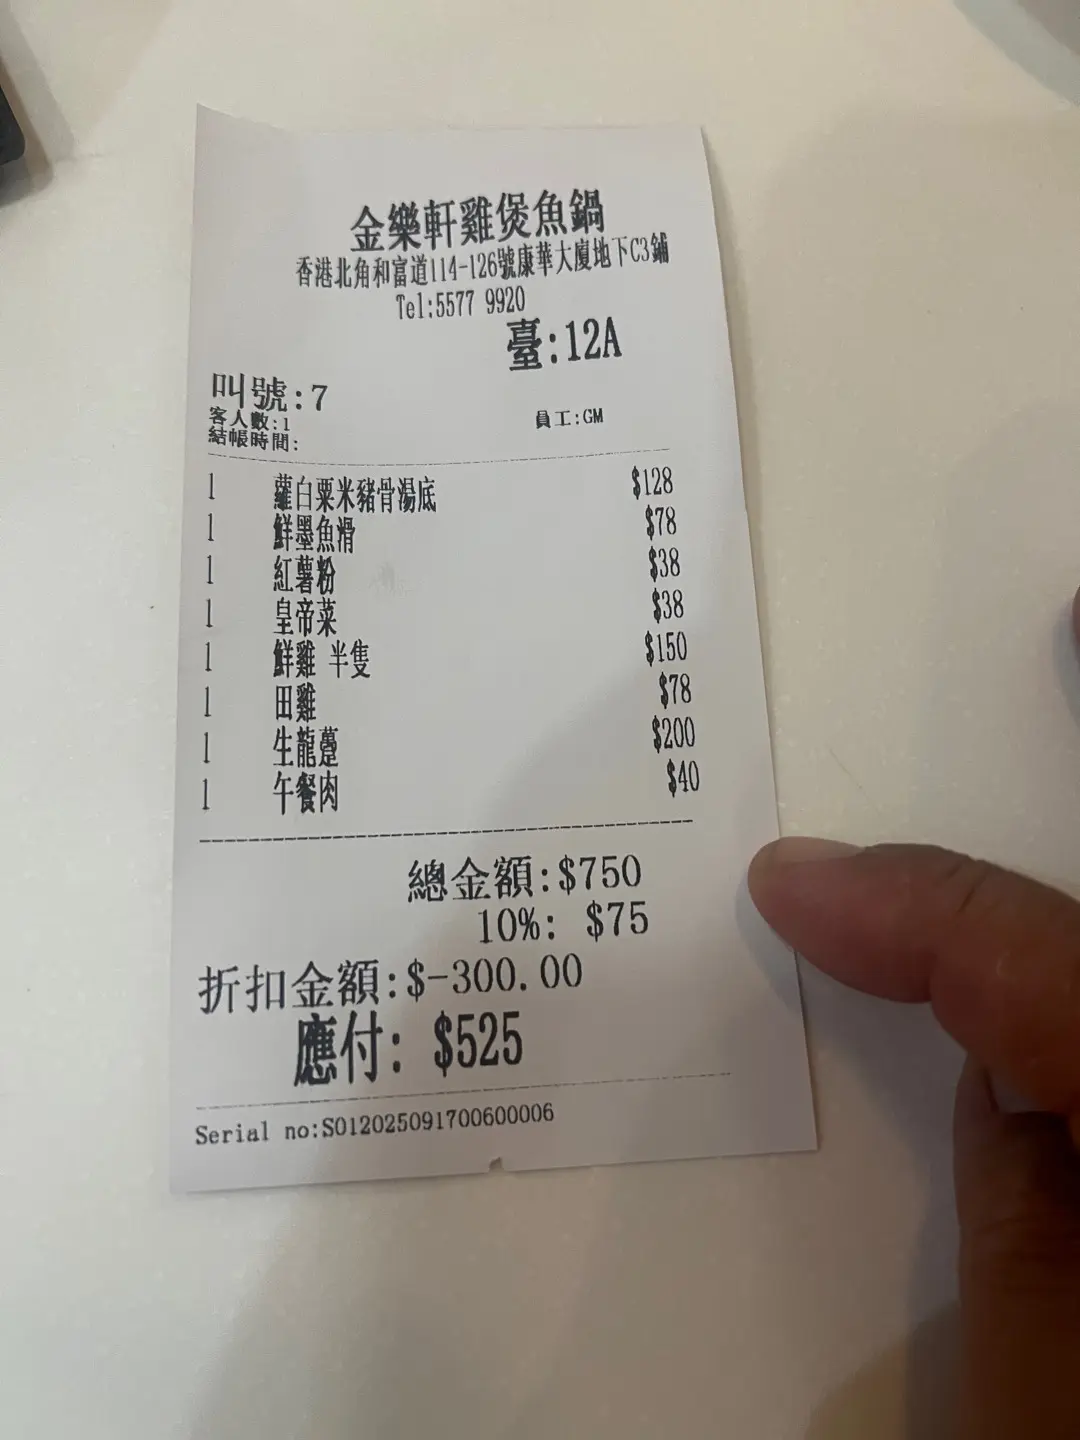 金樂軒雞煲魚鍋
香港北角和富道114-126號康華大廈地下C3鋪
Tel:5577 9920
臺:12A
叫號:7
客人數:1 員工:GM
結帳時間:
1 蘿白粟米豬骨湯底 $128
1 鮮墨魚滑 $78
1 紅薯粉 $38
1 皇帝菜 $38
1 鮮雞 半隻 $150
1 田雞 $78
1 生龍躉 $200
1 午餐肉 $40
總金額:$750
10%: $75
折扣金額:$-300.00
應付: $525
Serial no:S012025091700600006